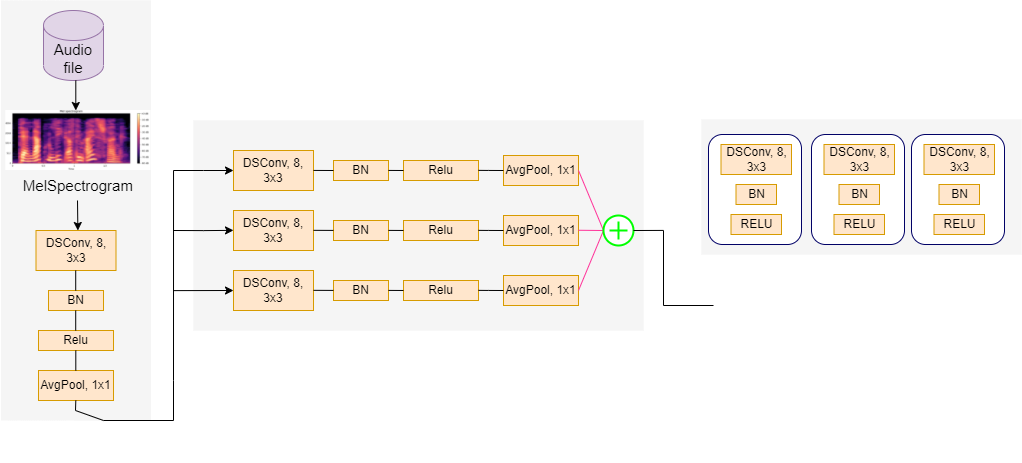 Audio
file
MelSpectrogram
DSConv, 8,
3x3
BN
Relu
AvgPool, 1x1
DSConv, 8,
3x3
BN
Relu
AvgPool, 1x1
DSConv, 8,
3x3
BN
Relu
AvgPool, 1x1
DSConv, 8,
3x3
BN
Relu
AvgPool, 1x1
DSConv, 8,
3x3
BN
RELU
DSConv, 8,
3x3
BN
RELU
DSConv, 8,
3x3
BN
RELU